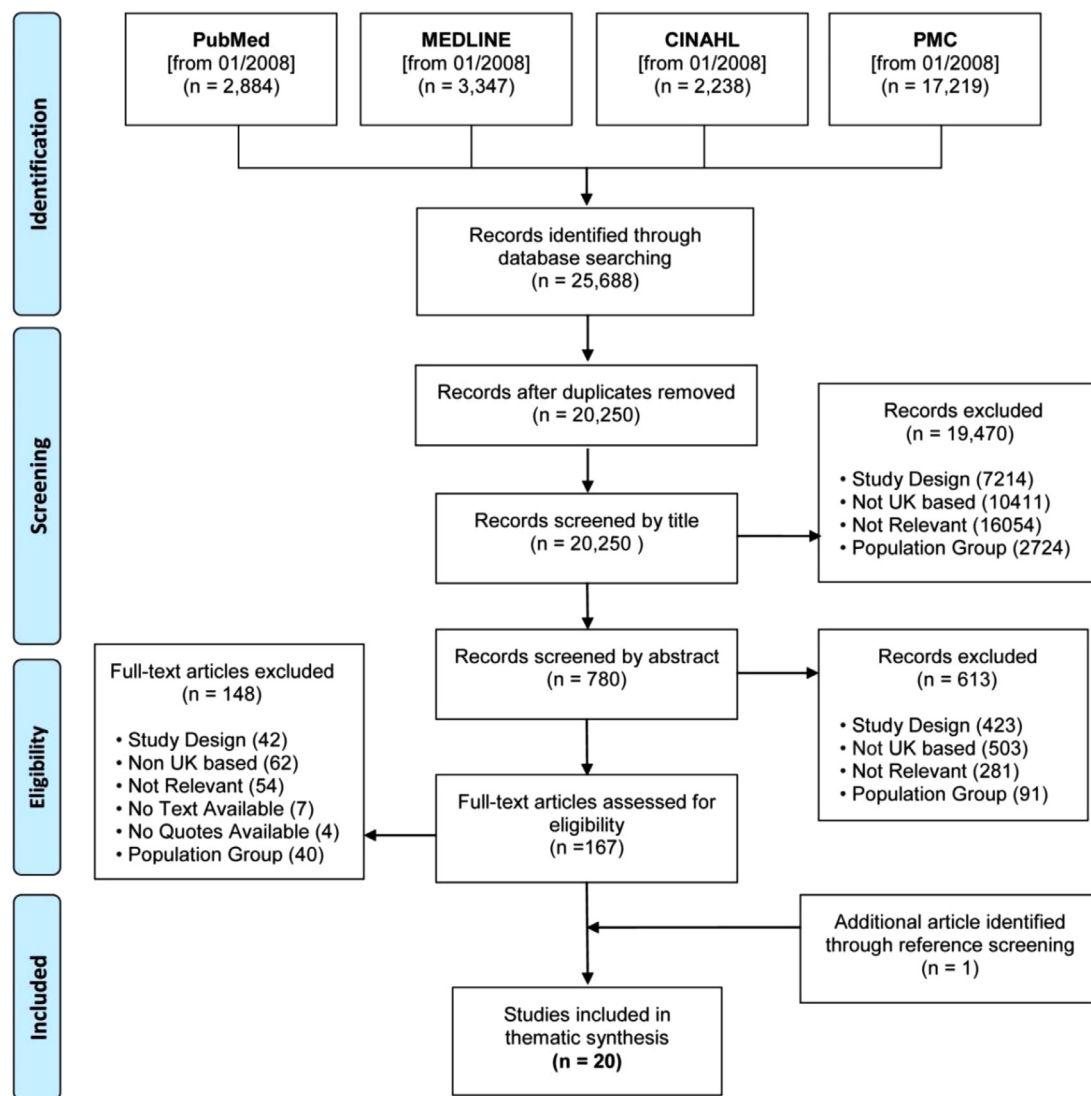 Identification
PubMed
[from 01/2008]
(n = 2,884)
MEDLINE
[from 01/2008]
(n = 3,347)
CINAHL
[from 01/2008]
(n = 2,238)
PMC
[from 01/2008]
(n = 17,219)
Records identified through
database searching
(n = 25,688)
Screening
Records after duplicates removed
(n = 20,250)
Records screened by title
(n = 20,250 )
Records excluded
(n = 19,470)
• Study Design (7214)
• Not UK based (10411)
• Not Relevant (16054)
• Population Group (2724)
Records screened by abstract
(n = 780)
Records excluded
(n = 613)
• Study Design (423)
• Not UK based (503)
• Not Relevant (281)
• Population Group (91)
Eligibility
Full-text articles excluded
(n = 148)
• Study Design (42)
• Non UK based (62)
• Not Relevant (54)
• No Text Available (7)
• No Quotes Available (4)
• Population Group (40)
Full-text articles assessed for
eligibility
(n =167)
Included
Additional article identified
through reference screening
(n = 1)
Studies included in
thematic synthesis
(n = 20)